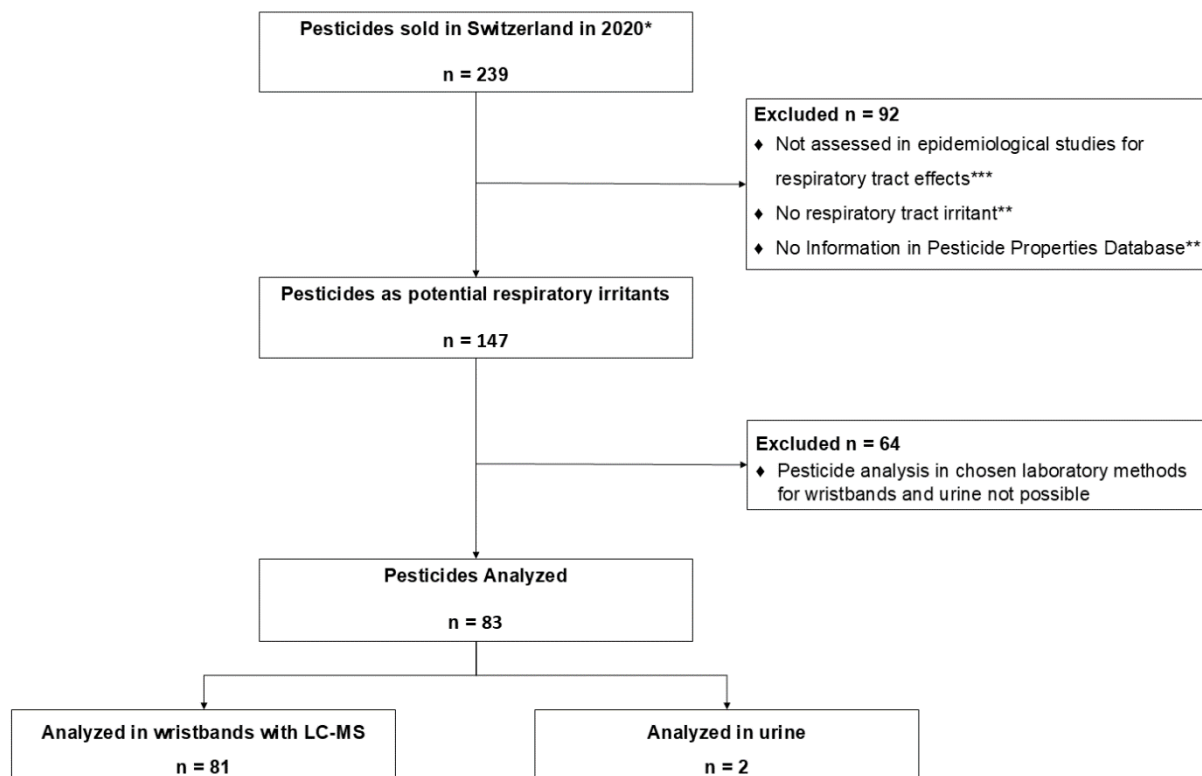 Pesticides sold in Switzerland in 2020*
n = 239
Excluded n = 92
♦ Not assessed in epidemiological studies for
respiratory tract effects***
♦ No respiratory tract irritant**
♦ No Information in Pesticide Properties Database**
Pesticides as potential respiratory irritants
n = 147
Excluded n = 64
♦ Pesticide analysis in chosen laboratory methods
for wristbands and urine not possible
Pesticides Analyzed
n = 83
Analyzed in wristbands with LC-MS
n = 81
Analyzed in urine
n = 2